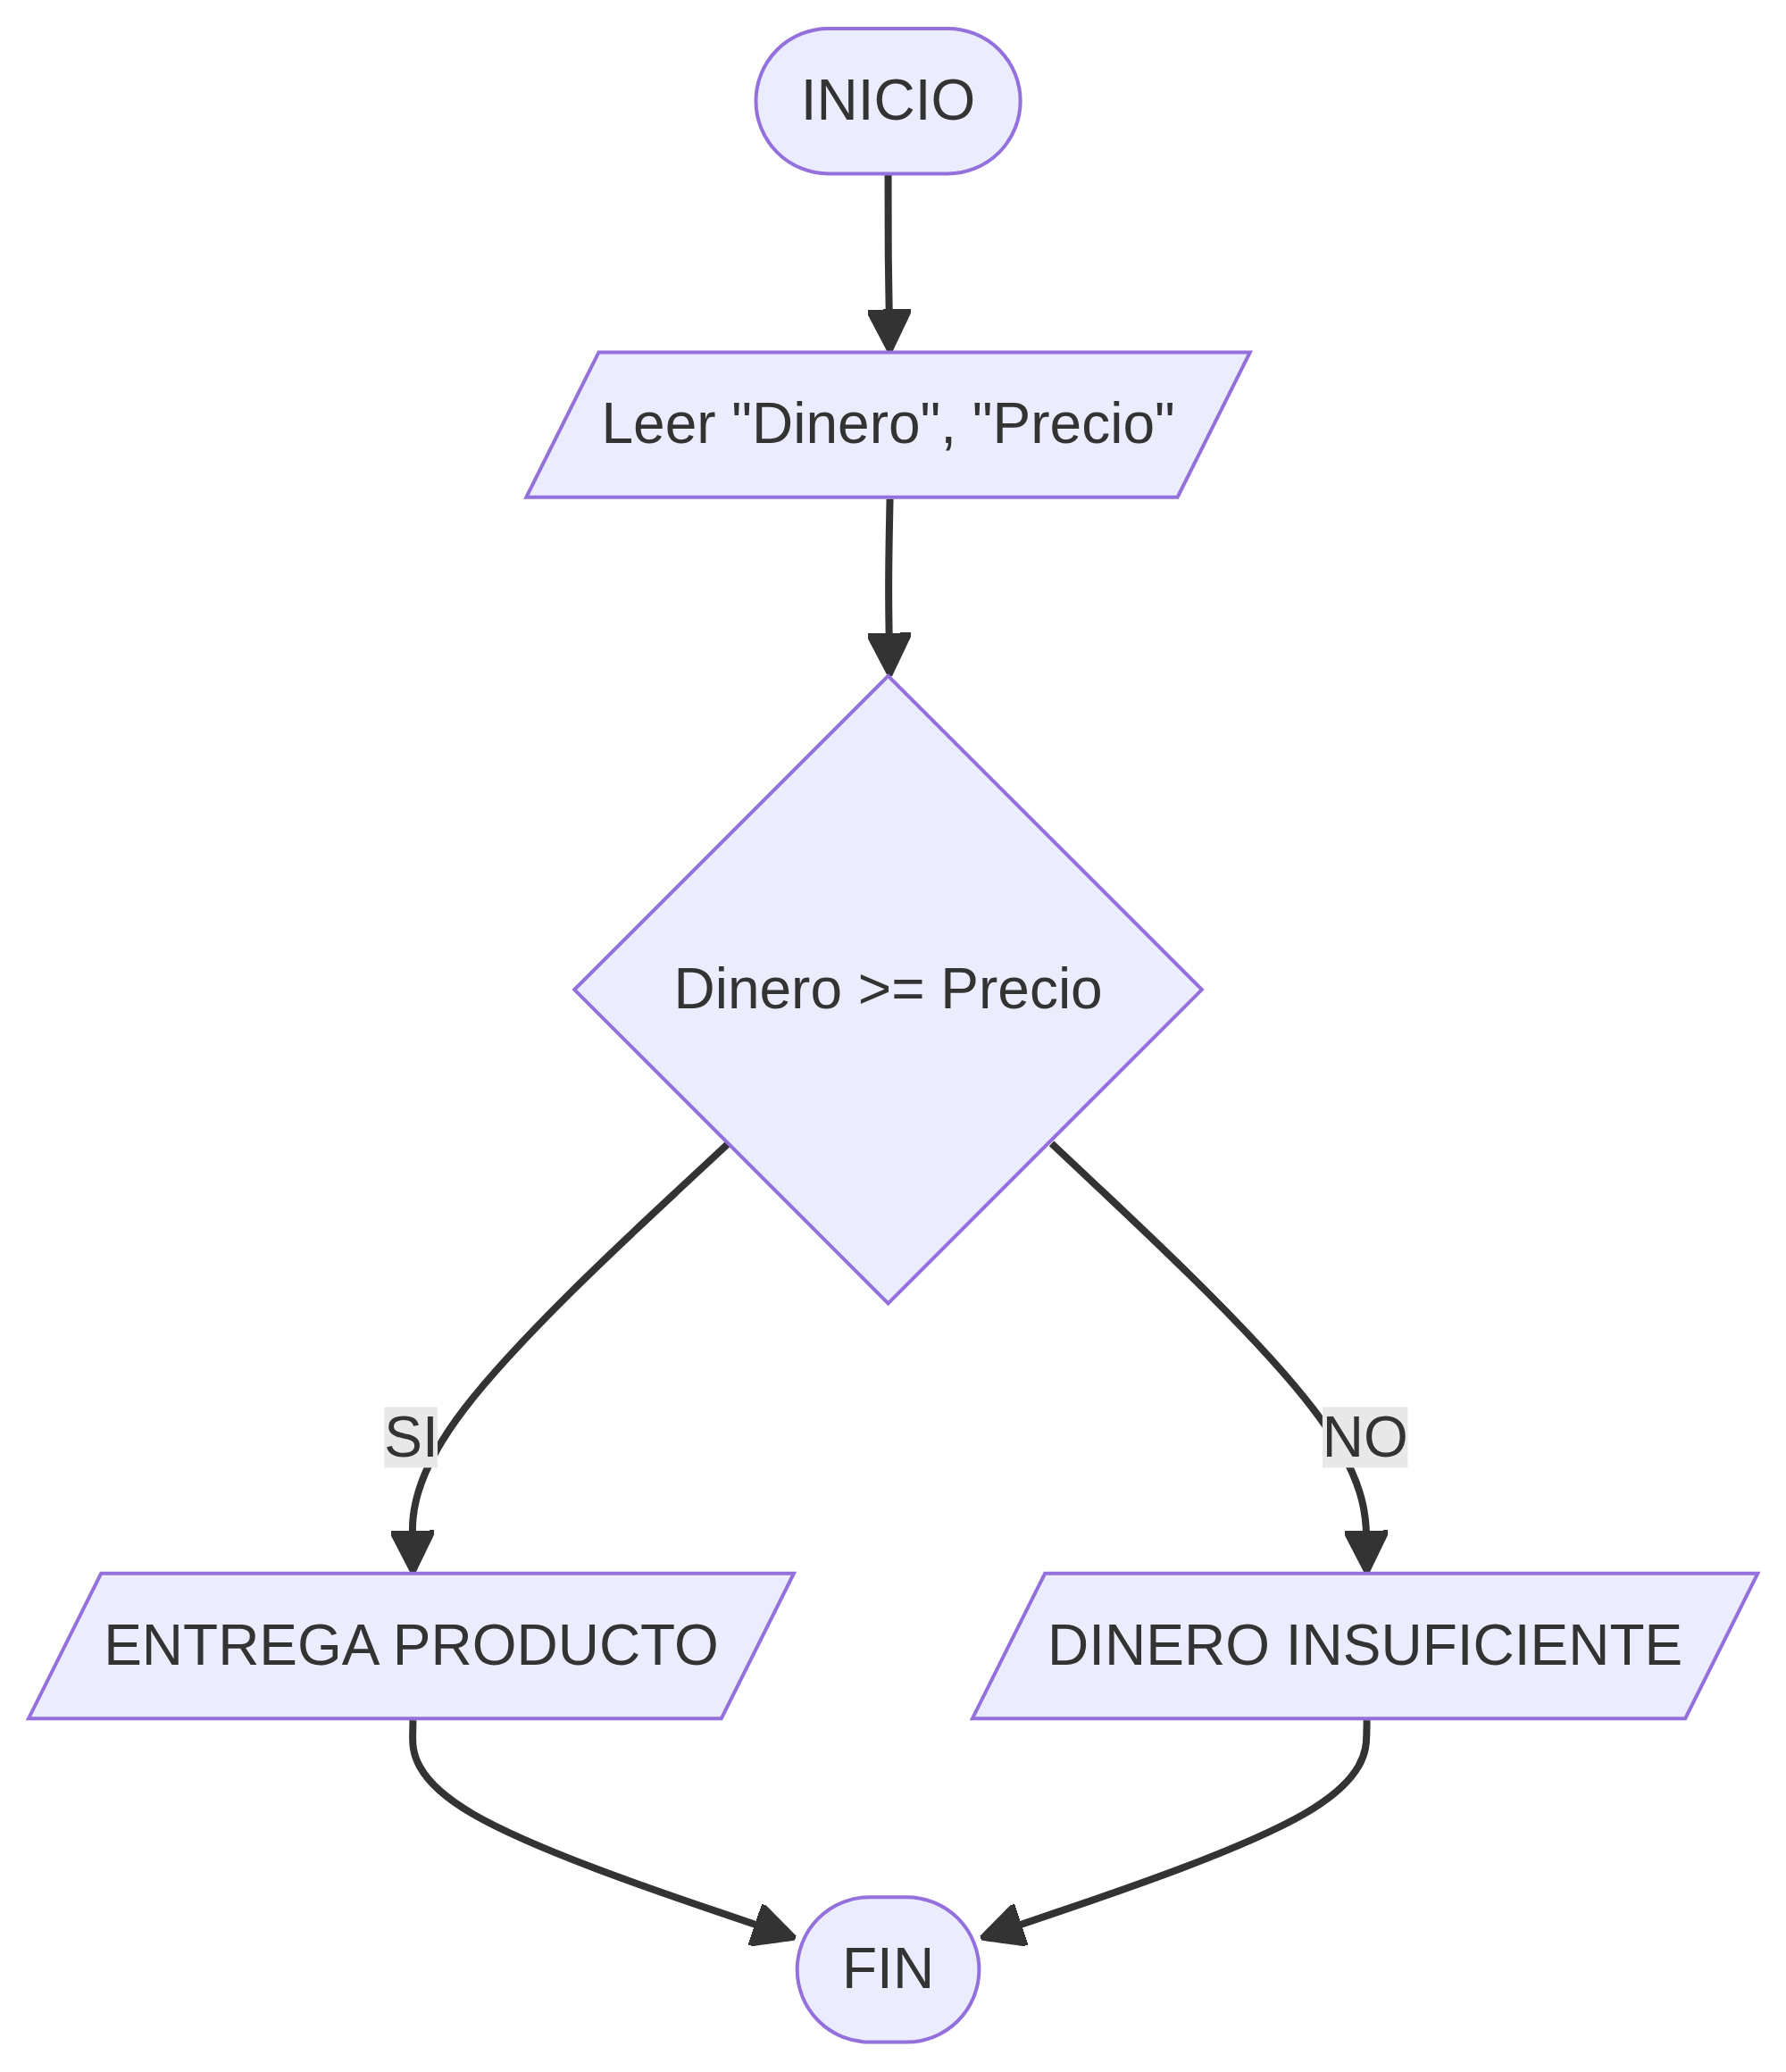 INICIO
Leer "Dinero", "Precio"
Dinero >= Precio
SI
NO
ENTREGA PRODUCTO
DINERO INSUFICIENTE
FIN